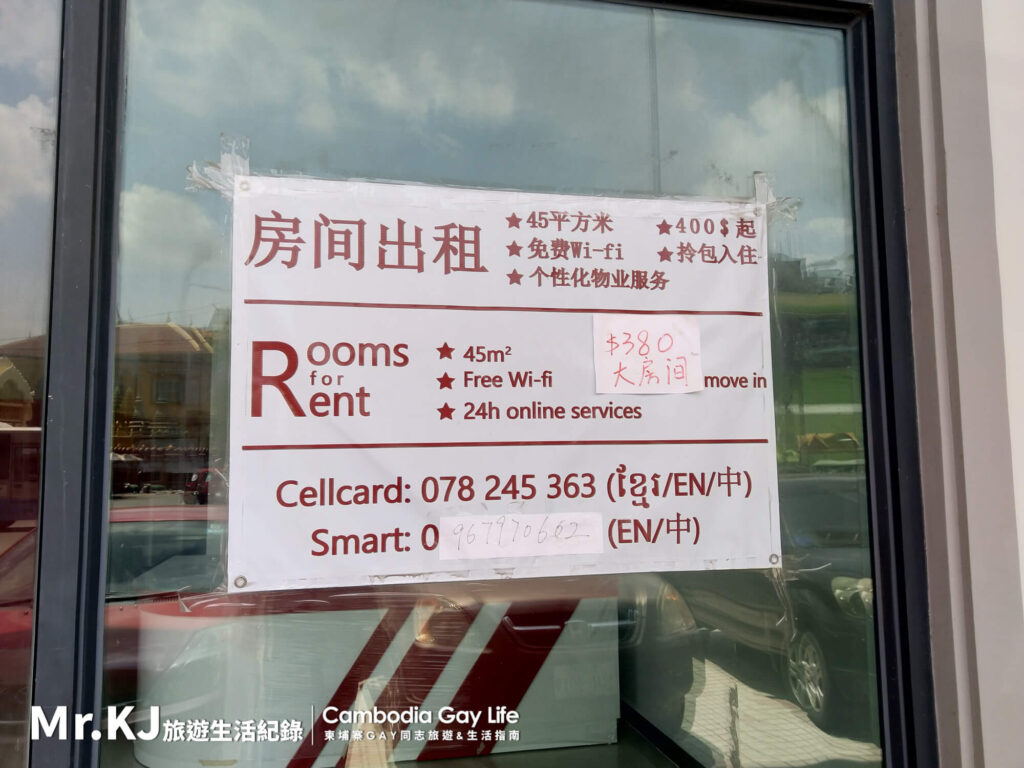 房间出租
★45平方米
★400$起
★免费Wi-fi
★拎包入住
★个性化物业服务
Rooms
for
Rent
★ 45m²
★ Free Wi-fi
$380
大房间
move in
★ 24h online services
Cellcard: 078 245 363 (ខ្មែរ/EN/中)
Smart: 0 967970662 (EN/中)
Mr.KJ旅遊生活紀錄
Cambodia Gay Life
柬埔寨GAY同志旅遊&生活指南